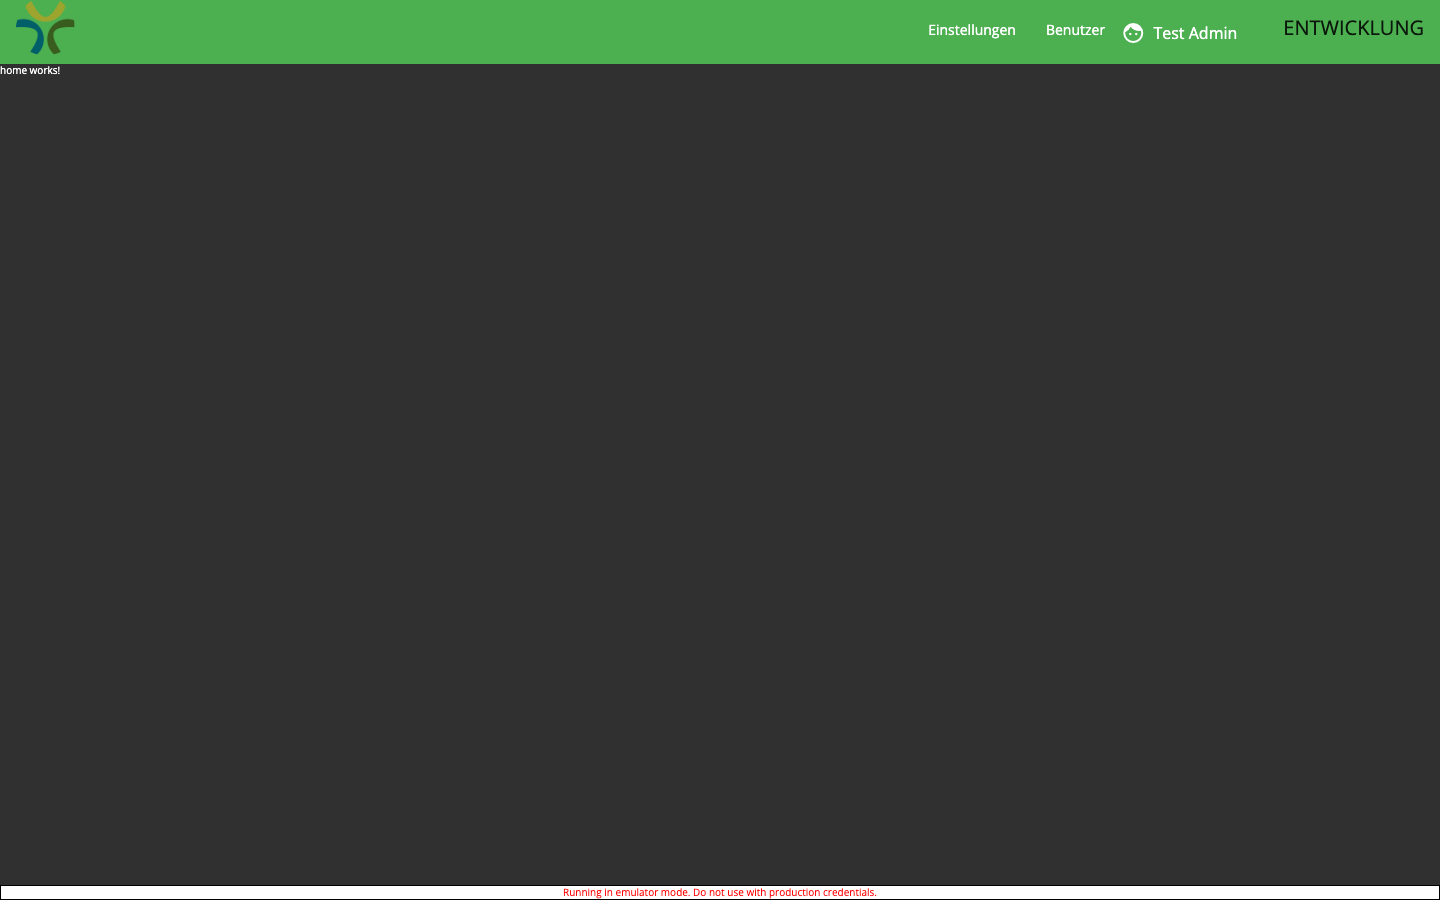 Einstellungen Benutzer Test Admin ENTWICKLUNG
home works!
Running in emulator mode. Do not use with production credentials.